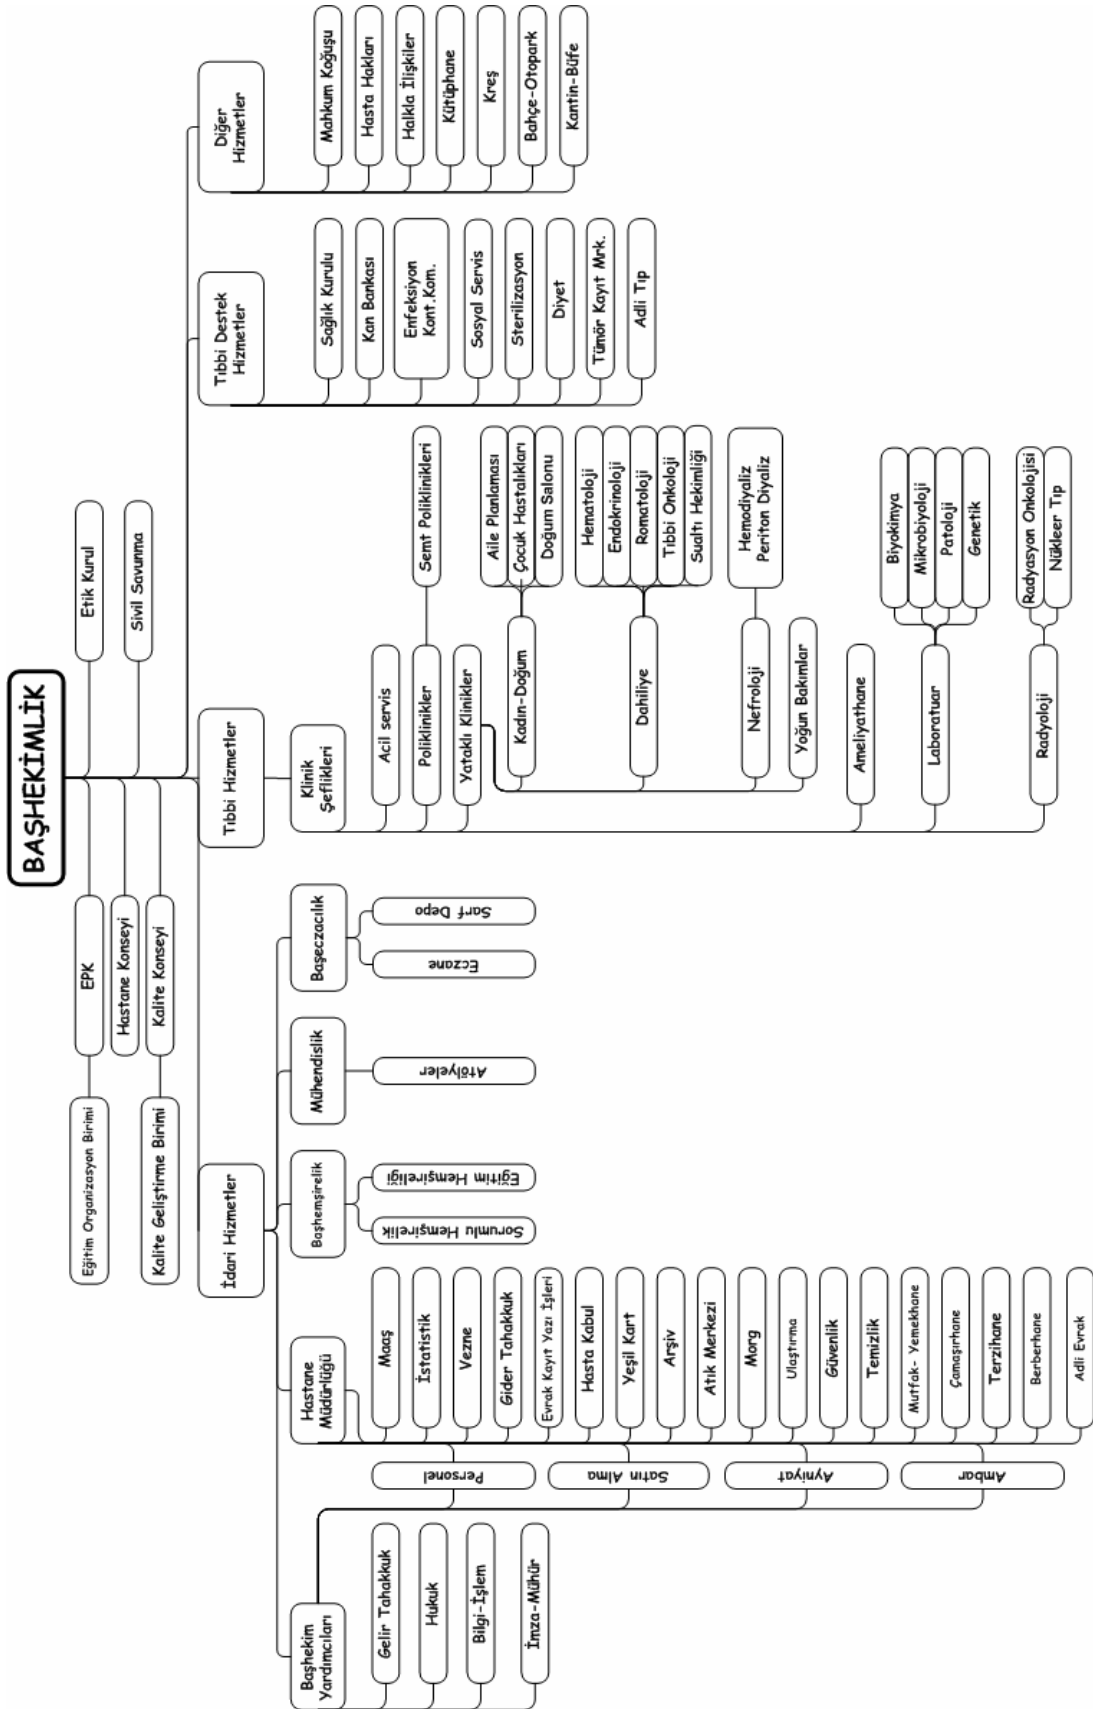 BAŞHEKİMLİK
EPK
Eğitim Organizasyon Birimi
Etik Kurul
Hastane Konseyi
Sivil Savunma
Kalite Konseyi
Kalite Geliştirme Birimi
İdari Hizmetler
Tıbbi Hizmetler
Tıbbi Destek
Hizmetler
Diğer
Hizmetler
Başhekim
Yardımcıları
Gelir Tahakkuk
Hukuk
Bilgi-İşlem
İmza-Mühür
Personel
Satın Alma
Ayniyat
Ambar
Hastane
Müdürlüğü
Maaş
İstatistik
Vezne
Gider Tahakkuk
Evrak Kayıt Yazı İşleri
Hasta Kabul
Yeşil Kart
Arşiv
Atık Merkezi
Morg
Ulaştırma
Güvenlik
Temizlik
Mutfak- Yemekhane
Çamaşırhane
Terzihane
Berberhane
Adli Evrak
Başhemşirelik
Sorumlu Hemşirelik
Eğitim Hemşireliği
Mühendislik
Atölyeler
Başeczacılık
Eczane
Sarf Depo
Klinik
Şeflikleri
Acil servis
Poliklinikler
Semt Poliklinikleri
Yataklı Klinikler
Kadın-Doğum
Aile Planlaması
Çocuk Hastalıkları
Doğum Salonu
Dahiliye
Hematoloji
Endokrinoloji
Romatoloji
Tıbbi Onkoloji
Sualtı Hekimliği
Nefroloji
Hemodiyaliz
Periton Diyaliz
Yoğun Bakımlar
Ameliyathane
Laboratuar
Biyokimya
Mikrobiyoloji
Patoloji
Genetik
Radyoloji
Radyasyon Onkolojisi
Nükleer Tıp
Sağlık Kurulu
Kan Bankası
Enfeksiyon
Kont.Kom.
Sosyal Servis
Sterilizasyon
Diyet
Tümör Kayıt Mrk.
Adli Tıp
Mahkum Koğuşu
Hasta Hakları
Halkla İlişkiler
Kütüphane
Kreş
Bahçe-Otopark
Kantin-Büfe